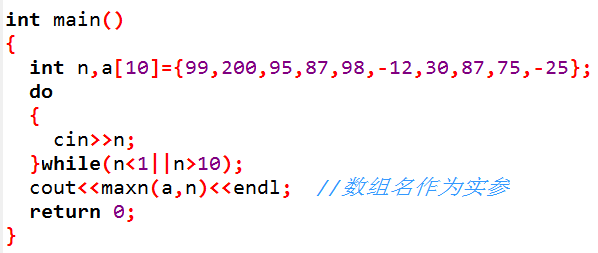 int main()
{
int n,a[10]={99,200,95,87,98,-12,30,87,75,-25};
do
{
cin>>n;
}while(n<1||n>10);
cout<<maxn(a,n)<<endl; //数组名作为实参
return 0;
}